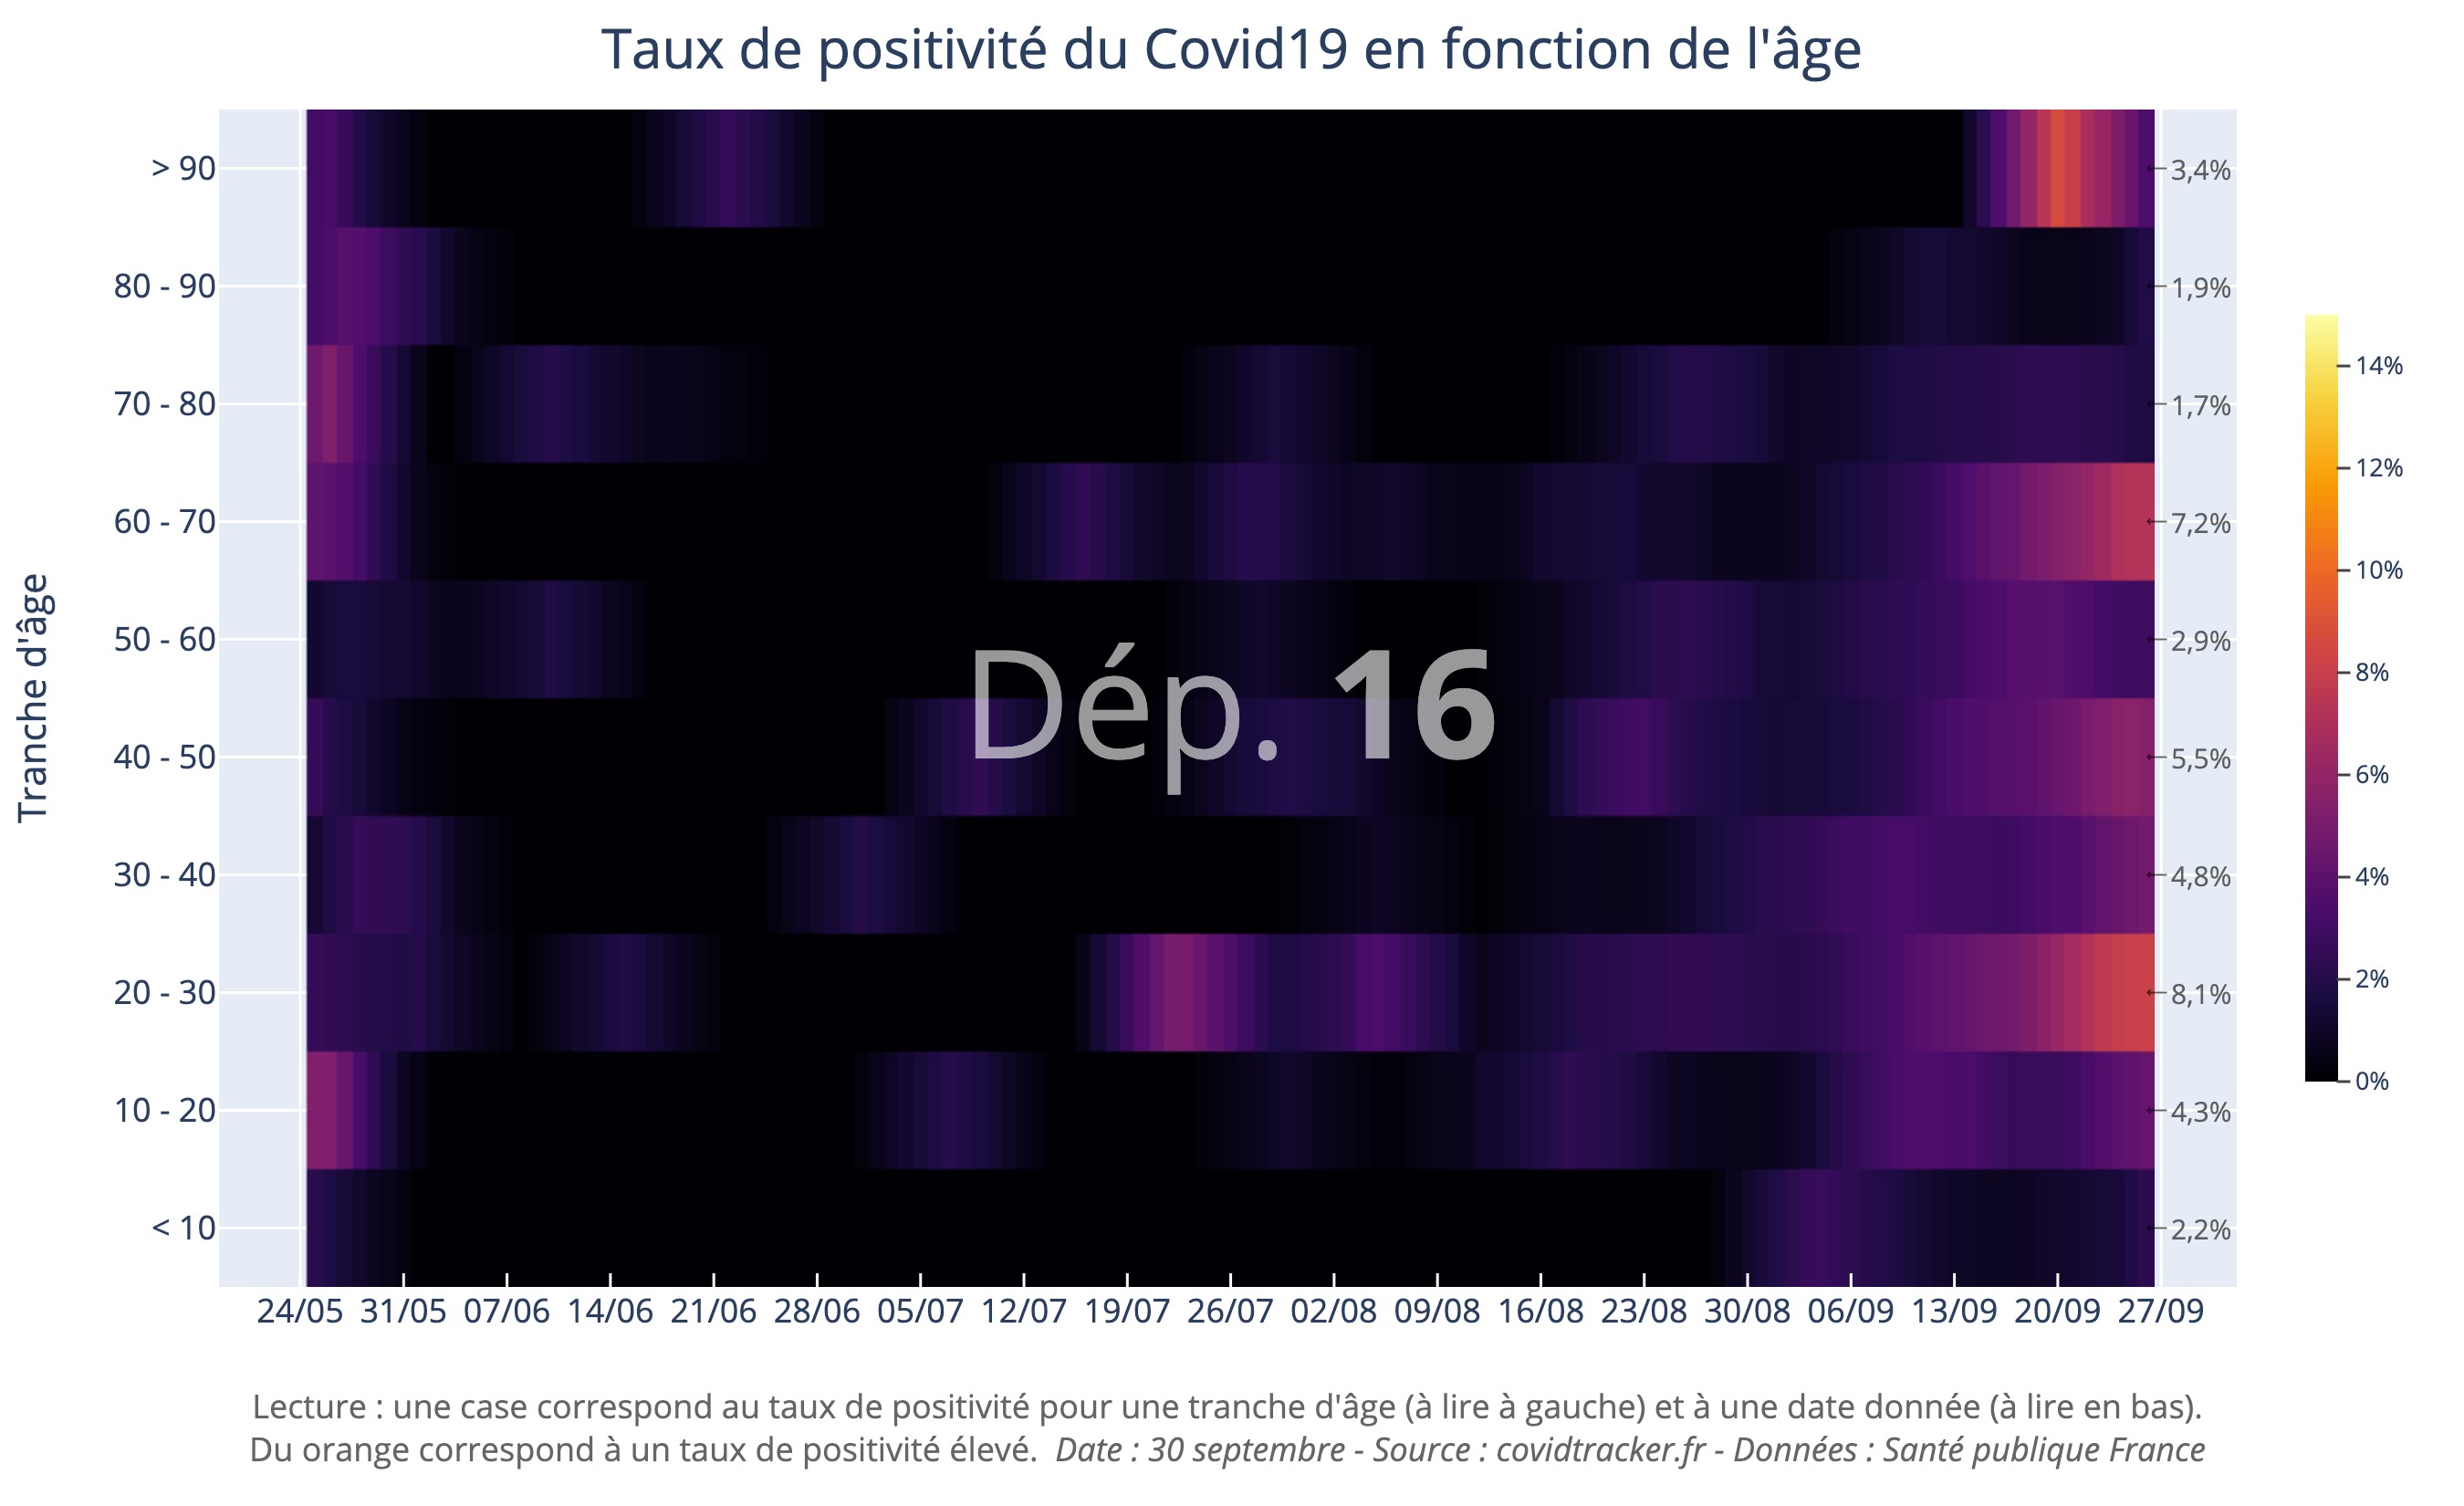 Taux de positivité du Covid19 en fonction de l'âge
Tranche d'âge
> 90
80 - 90
70 - 80
60 - 70
50 - 60
40 - 50
30 - 40
20 - 30
10 - 20
< 10
Dép. 16
3,4%
1,9%
1,7%
7,2%
2,9%
5,5%
4,8%
8,1%
4,3%
2,2%
14%
12%
10%
8%
6%
4%
2%
0%
24/05 31/05 07/06 14/06 21/06 28/06 05/07 12/07 19/07 26/07 02/08 09/08 16/08 23/08 30/08 06/09 13/09 20/09 27/09
Lecture : une case correspond au taux de positivité pour une tranche d'âge (à lire à gauche) et à une date donnée (à lire en bas).
Du orange correspond à un taux de positivité élevé. Date : 30 septembre - Source : covidtracker.fr - Données : Santé publique France